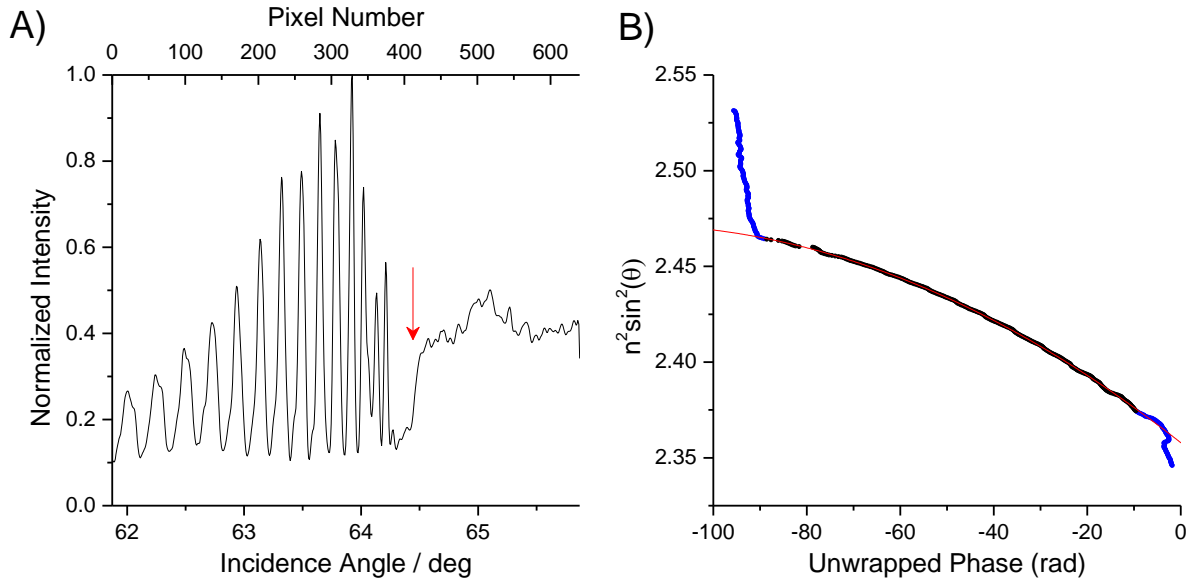 A)
Pixel Number
0 100 200 300 400 500 600
1.0
0.8
0.6
0.4
0.2
0.0
Normalized Intensity
62 63 64 65
Incidence Angle / deg
B)
2.55
2.50
2.45
2.40
2.35
n²sin²(θ)
-100 -80 -60 -40 -20 0
Unwrapped Phase (rad)